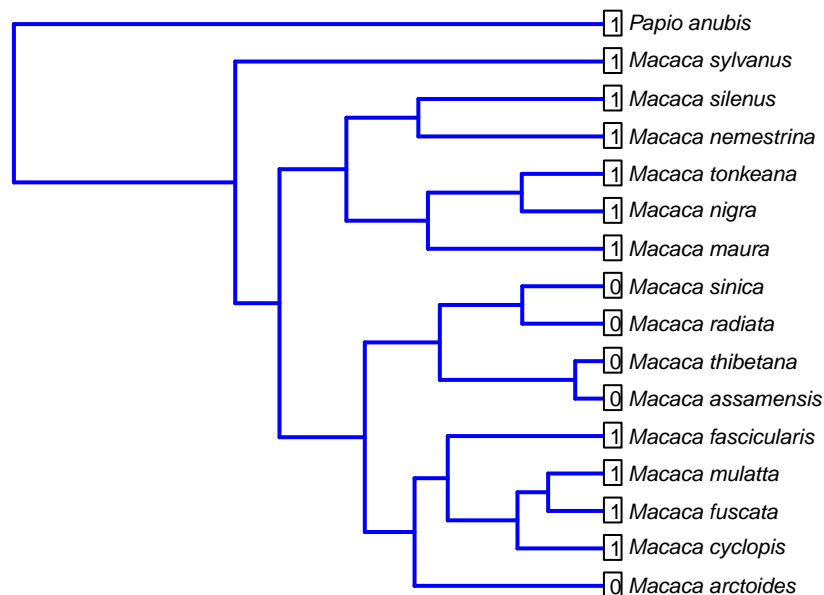 1 Papio anubis
1 Macaca sylvanus
1 Macaca silenus
1 Macaca nemestrina
1 Macaca tonkeana
1 Macaca nigra
1 Macaca maura
0 Macaca sinica
0 Macaca radiata
0 Macaca thibetana
0 Macaca assamensis
1 Macaca fascicularis
1 Macaca mulatta
1 Macaca fuscata
1 Macaca cyclopis
0 Macaca arctoides